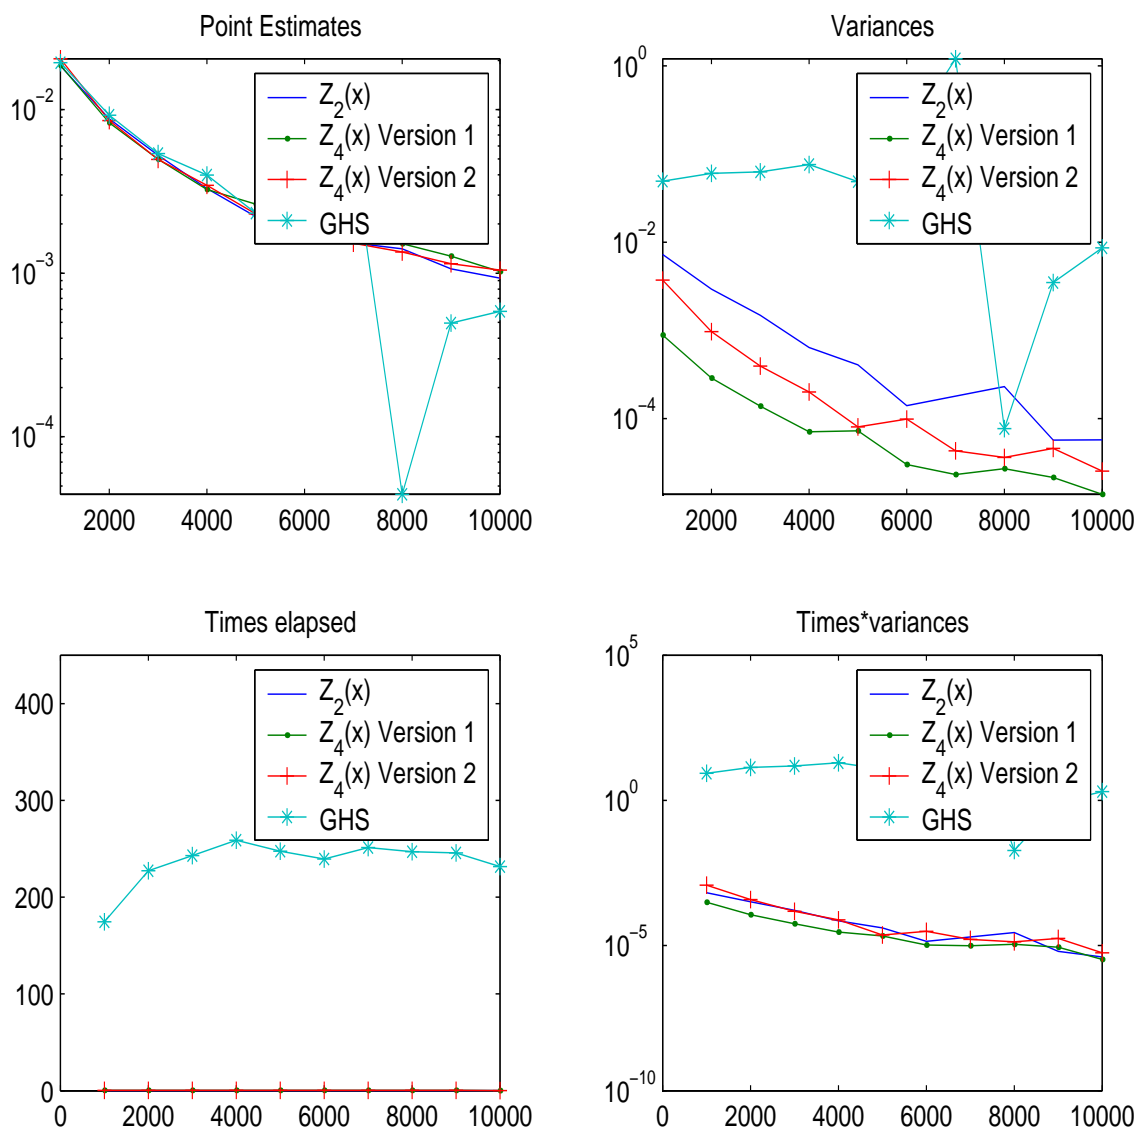 Point Estimates
10^−2
10^−3
10^−4
2000 4000 6000 8000 10000
Z_2(x)
Z_4(x) Version 1
Z_4(x) Version 2
GHS
Variances
10^0
10^−2
10^−4
2000 4000 6000 8000 10000
Z_2(x)
Z_4(x) Version 1
Z_4(x) Version 2
GHS
Times elapsed
400
300
200
100
0
0 2000 4000 6000 8000 10000
Z_2(x)
Z_4(x) Version 1
Z_4(x) Version 2
GHS
Times*variances
10^5
10^0
10^−5
10^−10
0 2000 4000 6000 8000 10000
Z_2(x)
Z_4(x) Version 1
Z_4(x) Version 2
GHS